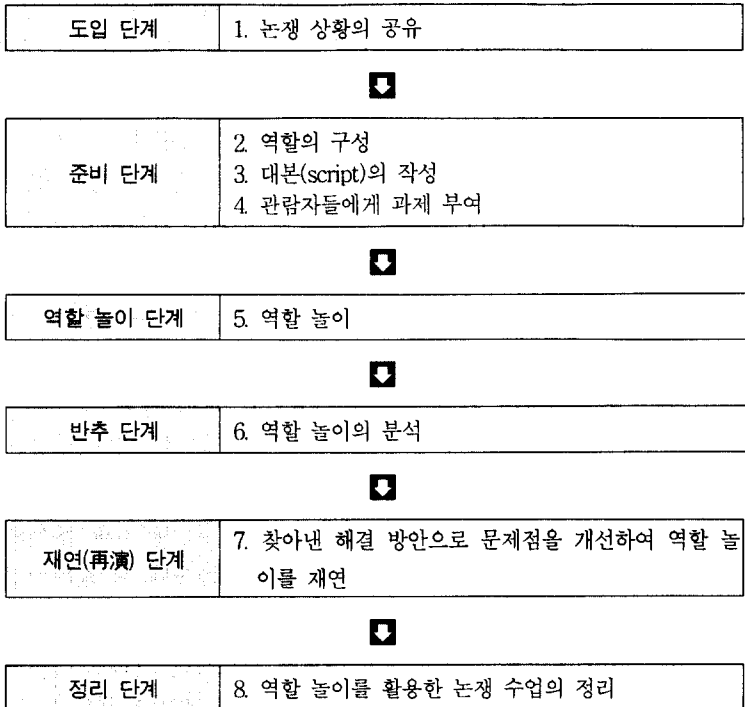 도입 단계
1. 논쟁 상황의 공유
준비 단계
2. 역할의 구성
3. 대본(script)의 작성
4. 관람자들에게 과제 부여
역할 놀이 단계
5. 역할 놀이
반추 단계
6. 역할 놀이의 분석
재연(再演) 단계
7. 찾아낸 해결 방안으로 문제점을 개선하여 역할 놀
이를 재연
정리 단계
8. 역할 놀이를 활용한 논쟁 수업의 정리